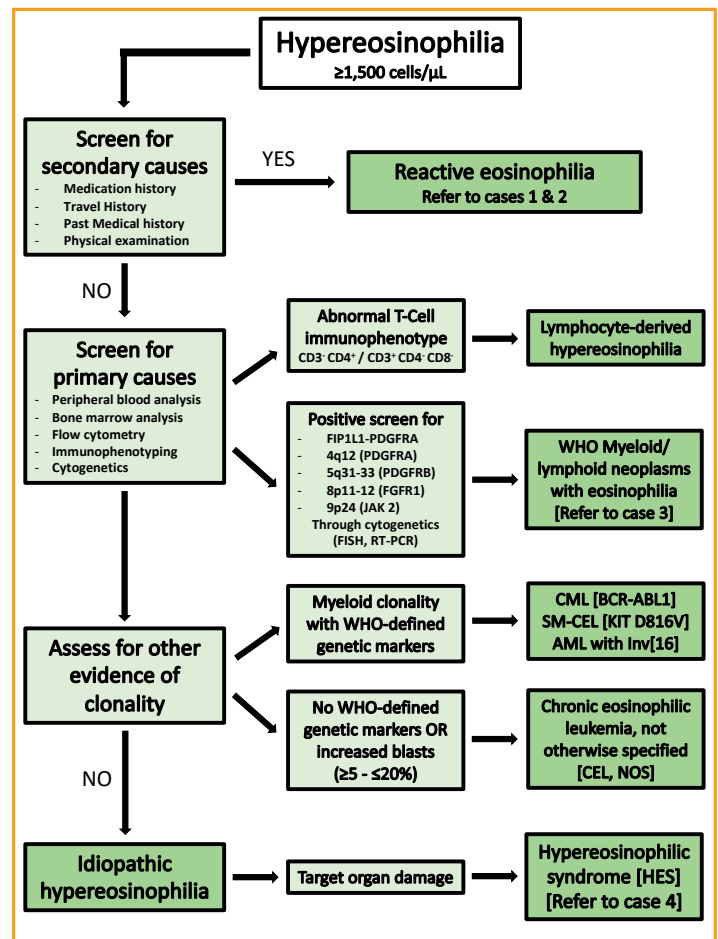 Hypereosinophilia
≥1,500 cells/µL
Screen for
secondary causes
- Medication history
- Travel History
- Past Medical history
- Physical examination
YES
Reactive eosinophilia
Refer to cases 1 & 2
NO
Screen for
primary causes
- Peripheral blood analysis
- Bone marrow analysis
- Flow cytometry
- Immunophenotyping
- Cytogenetics
Abnormal T-Cell
immunophenotype
CD3⁻ CD4⁺ / CD3⁺ CD4⁻ CD8⁻
Lymphocyte-derived
hypereosinophilia
Positive screen for
- FIP1L1-PDGFRA
- 4q12 (PDGFRA)
- 5q31-33 (PDGFRB)
- 8p11-12 (FGFR1)
- 9p24 (JAK 2)
Through cytogenetics
(FISH, RT-PCR)
WHO Myeloid/
lymphoid neoplasms
with eosinophilia
[Refer to case 3]
Assess for other
evidence of
clonality
Myeloid clonality
with WHO-defined
genetic markers
CML [BCR-ABL1]
SM-CEL [KIT D816V]
AML with Inv[16]
No WHO-defined
genetic markers OR
increased blasts
(≥5 - ≤20%)
Chronic eosinophilic
leukemia, not
otherwise specified
[CEL, NOS]
NO
Idiopathic
hypereosinophilia
Target organ damage
Hypereosinophilic
syndrome [HES]
[Refer to case 4]